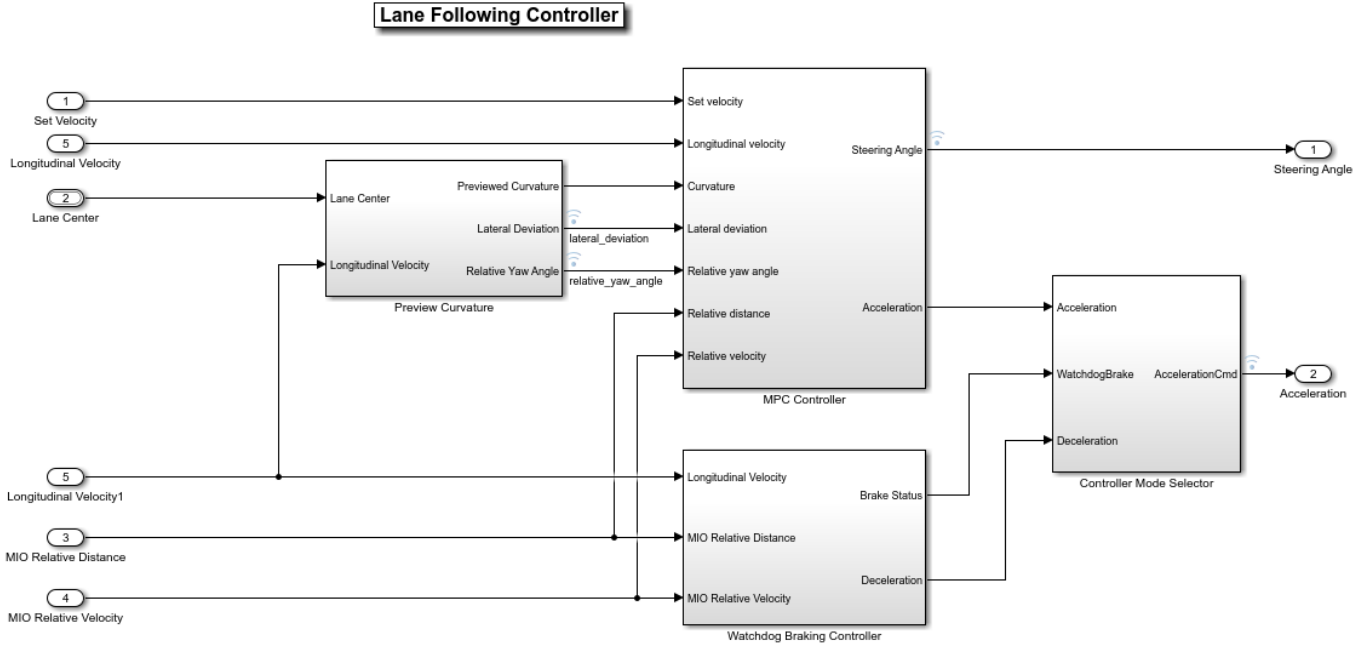 Lane Following Controller
1
Set Velocity
5
Longitudinal Velocity
2
Lane Center
Lane Center
Longitudinal Velocity
Previewed Curvature
Lateral Deviation
Relative Yaw Angle
Preview Curvature
lateral_deviation
relative_yaw_angle
Set velocity
Longitudinal velocity
Curvature
Lateral deviation
Relative yaw angle
Relative distance
Relative velocity
Steering Angle
Acceleration
MPC Controller
1
Steering Angle
Acceleration
WatchdogBrake
Deceleration
AccelerationCmd
Controller Mode Selector
2
Acceleration
5
Longitudinal Velocity1
3
MIO Relative Distance
4
MIO Relative Velocity
Longitudinal Velocity
MIO Relative Distance
MIO Relative Velocity
Brake Status
Deceleration
Watchdog Braking Controller